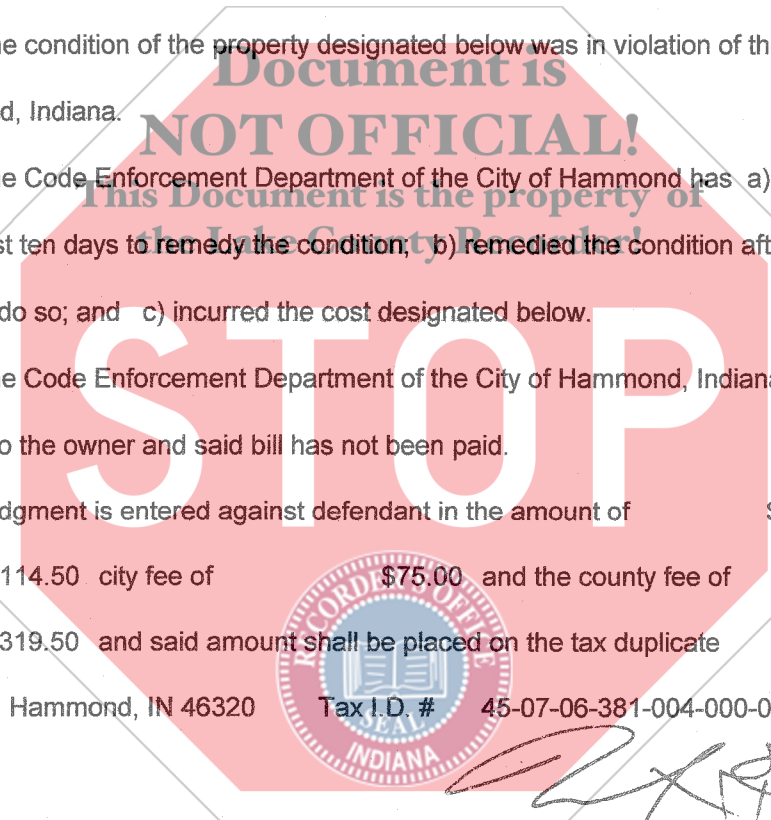 ne condition of the property designated below was in violation of th
Document is
d, Indiana.
NOT OFFICIAL!
e Code Enforcement Department of the City of Hammond has a)
This Document is the property of
st ten days to remedy the condition; b) remedied the condition aft
the Lake County Recorder!
do so; and c) incurred the cost designated below.
STOP
e Code Enforcement Department of the City of Hammond, Indiana
o the owner and said bill has not been paid.
dgment is entered against defendant in the amount of $
114.50 city fee of $75.00 and the county fee of
319.50 and said amount shall be placed on the tax duplicate
Hammond, IN 46320 Tax I.D. # 45-07-06-381-004-000-0
RECORDER'S OFFICE
SEAL
INDIANA